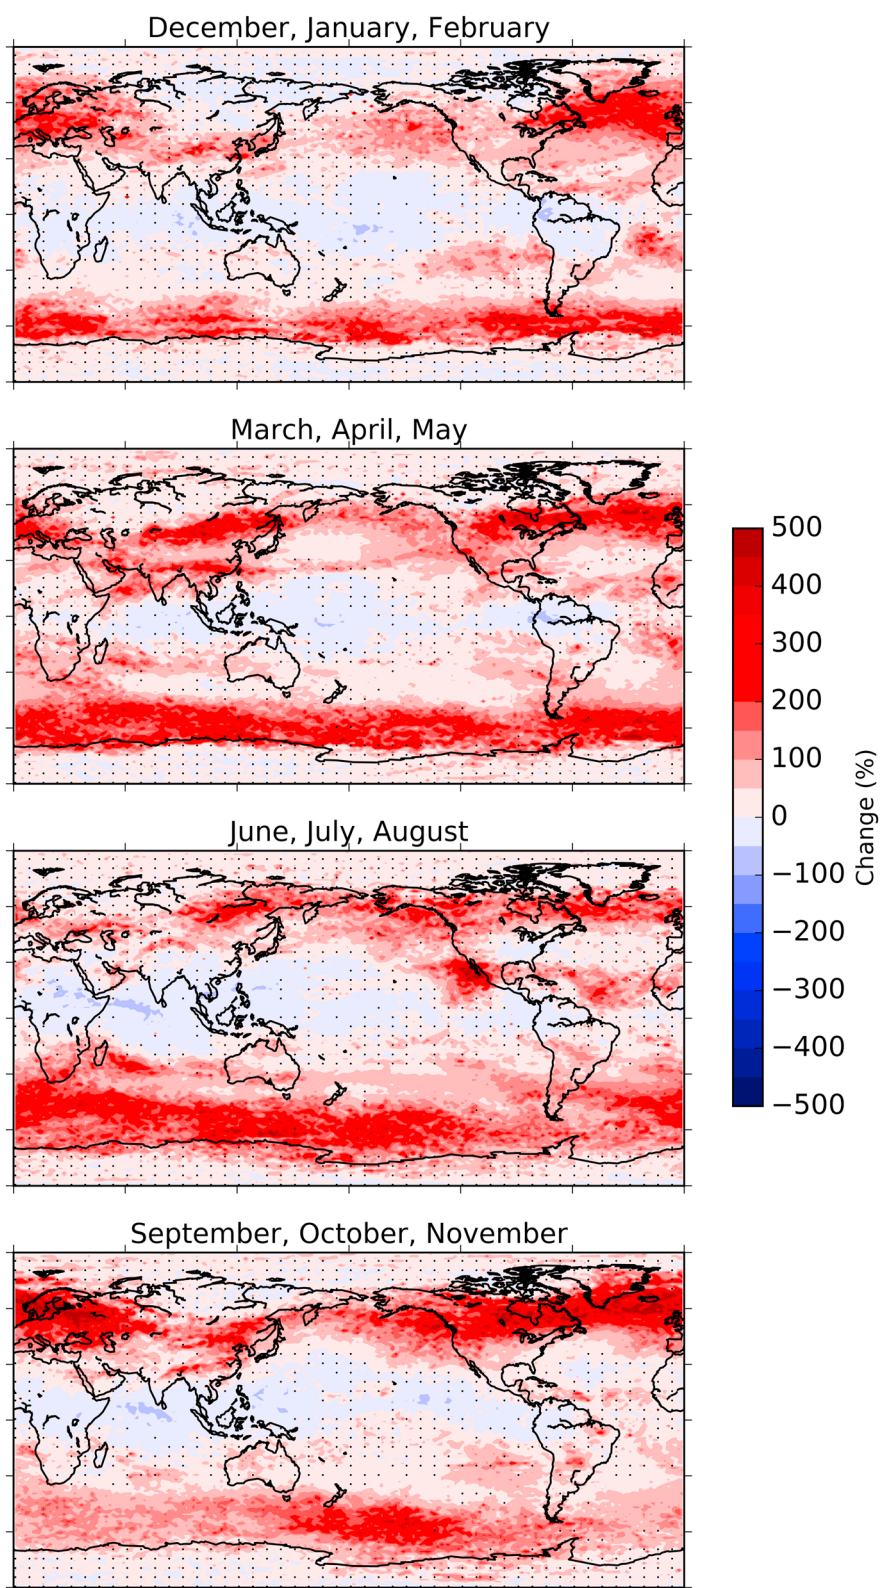 December, January, February
March, April, May
June, July, August
September, October, November
500
400
300
200
100
0
−100
−200
−300
−400
−500
Change (%)